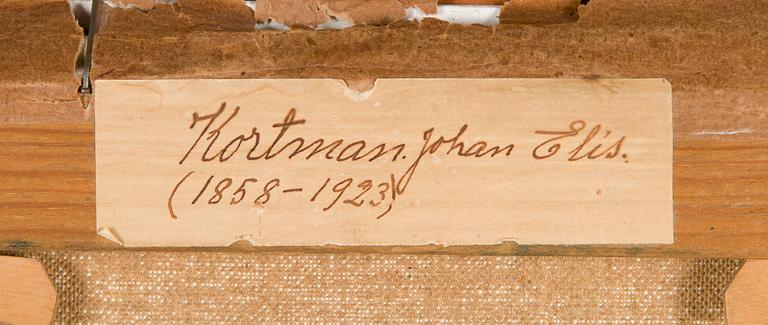 Kortman. Johan Elis.
(1858-1923)